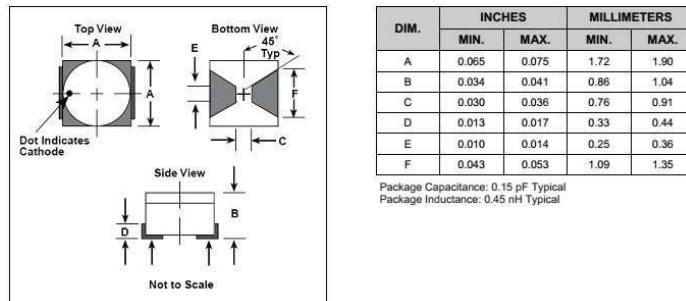 Top View
A
A
Dot Indicates
Cathode
Bottom View
45°
Typ
E
F
C
Side View
B
D
Not to Scale
DIM. INCHES MILLIMETERS
MIN. MAX. MIN. MAX.
A 0.065 0.075 1.72 1.90
B 0.034 0.041 0.86 1.04
C 0.030 0.036 0.76 0.91
D 0.013 0.017 0.33 0.44
E 0.010 0.014 0.25 0.36
F 0.043 0.053 1.09 1.35
Package Capacitance: 0.15 pF Typical
Package Inductance: 0.45 nH Typical